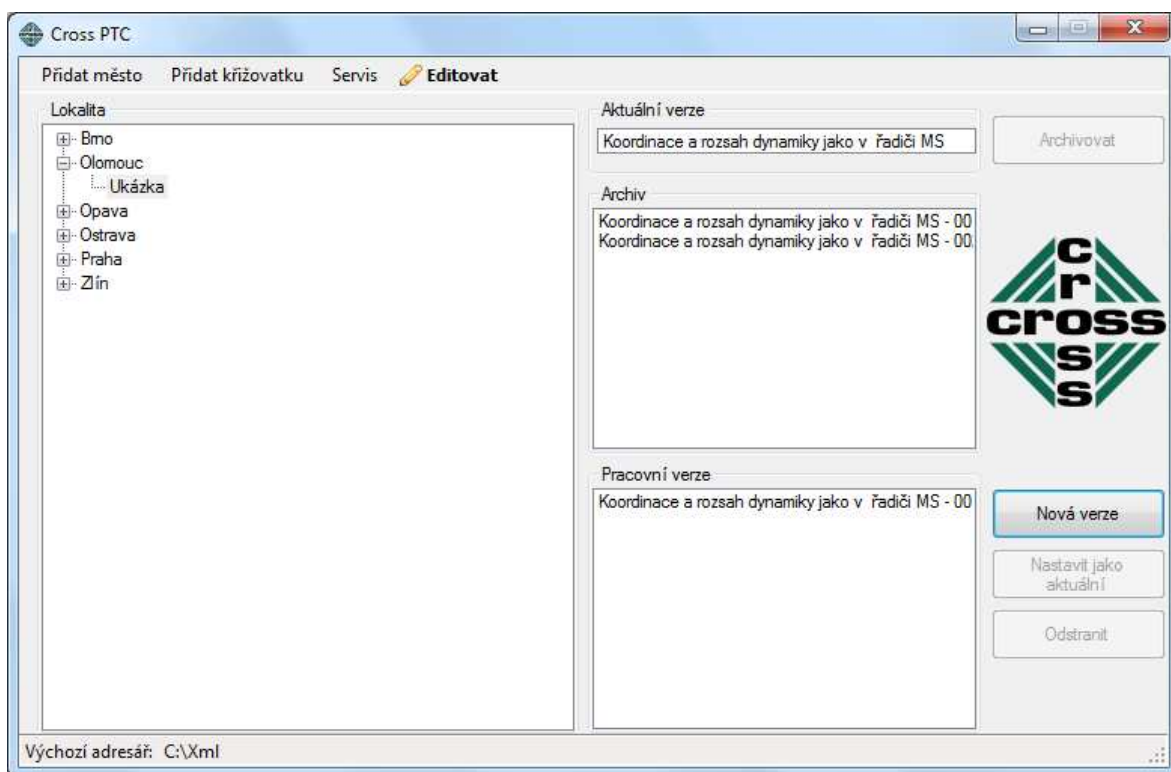 Cross PTC
Přidat město Přidat křižovatku Servis Editovat
Lokalita
Brno
Olomouc
Ukázka
Opava
Ostrava
Praha
Zlín
Aktuální verze
Koordinace a rozsah dynamiky jako v řadiči MS
Archivovat
Archiv
Koordinace a rozsah dynamiky jako v řadiči MS - 00
Koordinace a rozsah dynamiky jako v řadiči MS - 00.
cross
cross
Pracovní verze
Koordinace a rozsah dynamiky jako v řadiči MS - 00
Nová verze
Nastavit jako
aktuální
Odstranit
Výchozí adresář: C:\Xml